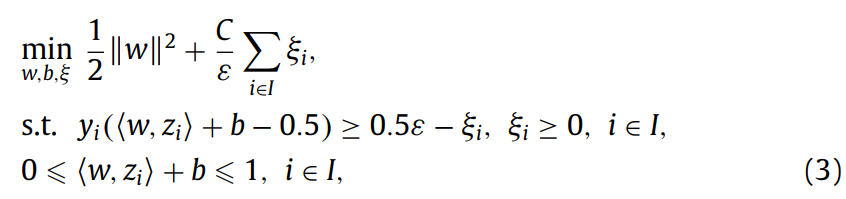 min_{w,b,ξ} 1/2 ‖w‖² + C/ε ∑_{i∈I} ξ_i,
s.t. y_i(⟨w, z_i⟩ + b − 0.5) ≥ 0.5ε − ξ_i, ξ_i ≥ 0, i ∈ I,
0 ⩽ ⟨w, z_i⟩ + b ⩽ 1, i ∈ I, (3)